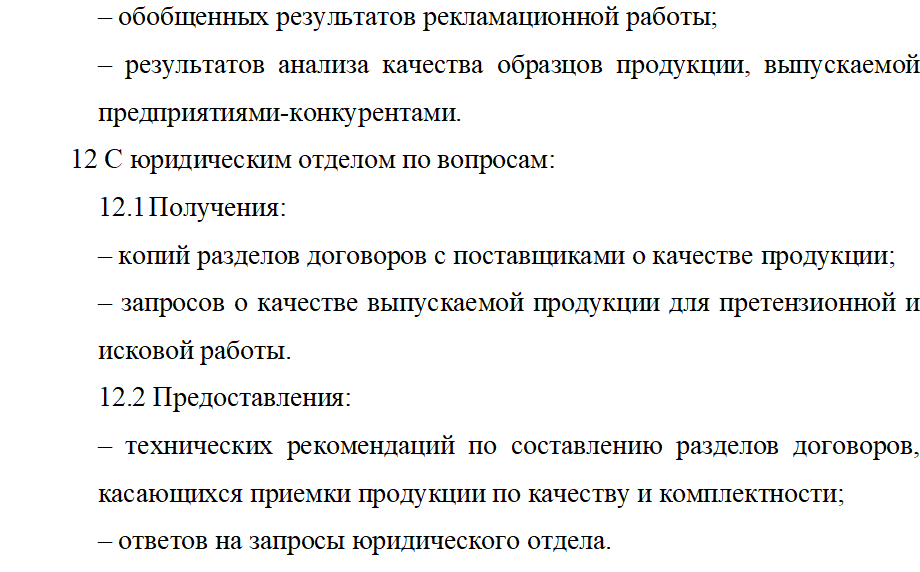 – обобщенных результатов рекламационной работы;
– результатов анализа качества образцов продукции, выпускаемой
предприятиями-конкурентами.
12 С юридическим отделом по вопросам:
12.1Получения:
– копий разделов договоров с поставщиками о качестве продукции;
– запросов о качестве выпускаемой продукции для претензионной и
исковой работы.
12.2 Предоставления:
– технических рекомендаций по составлению разделов договоров,
касающихся приемки продукции по качеству и комплектности;
– ответов на запросы юридического отдела.